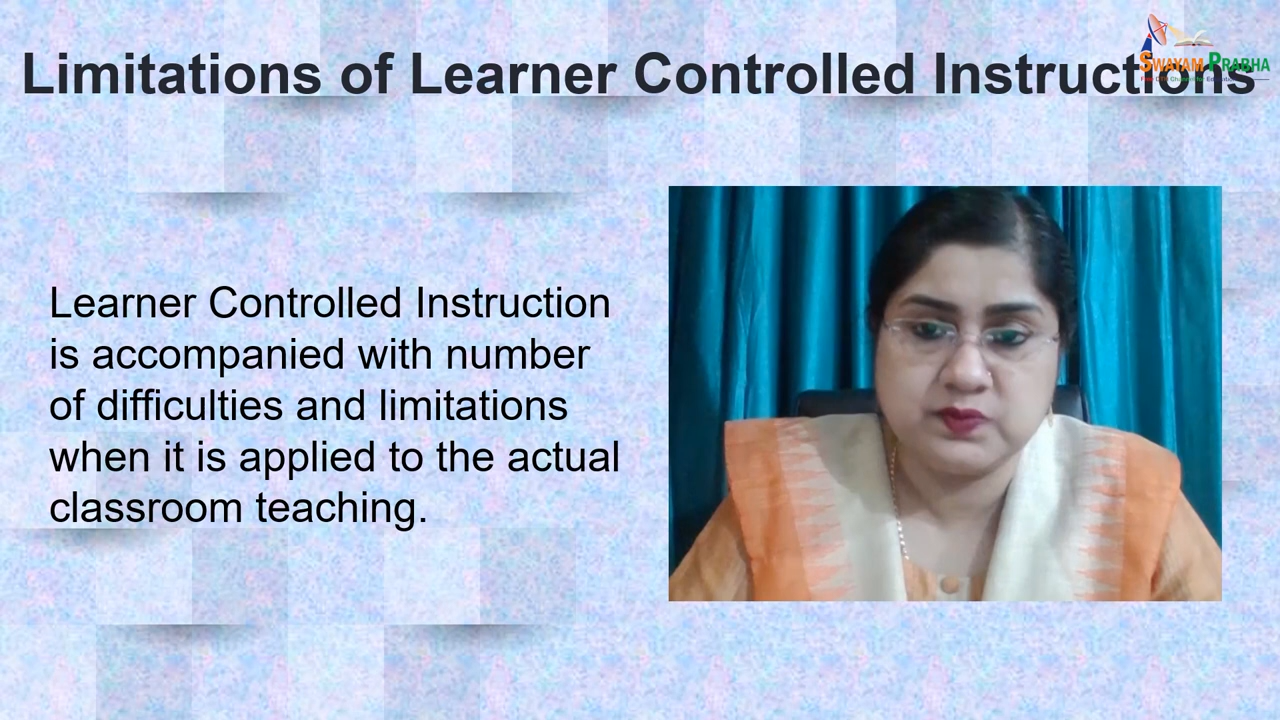 Limitations of Learner Controlled Instructions
SWAYAM PRABHA
Learner Controlled Instruction
is accompanied with number
of difficulties and limitations
when it is applied to the actual
classroom teaching.